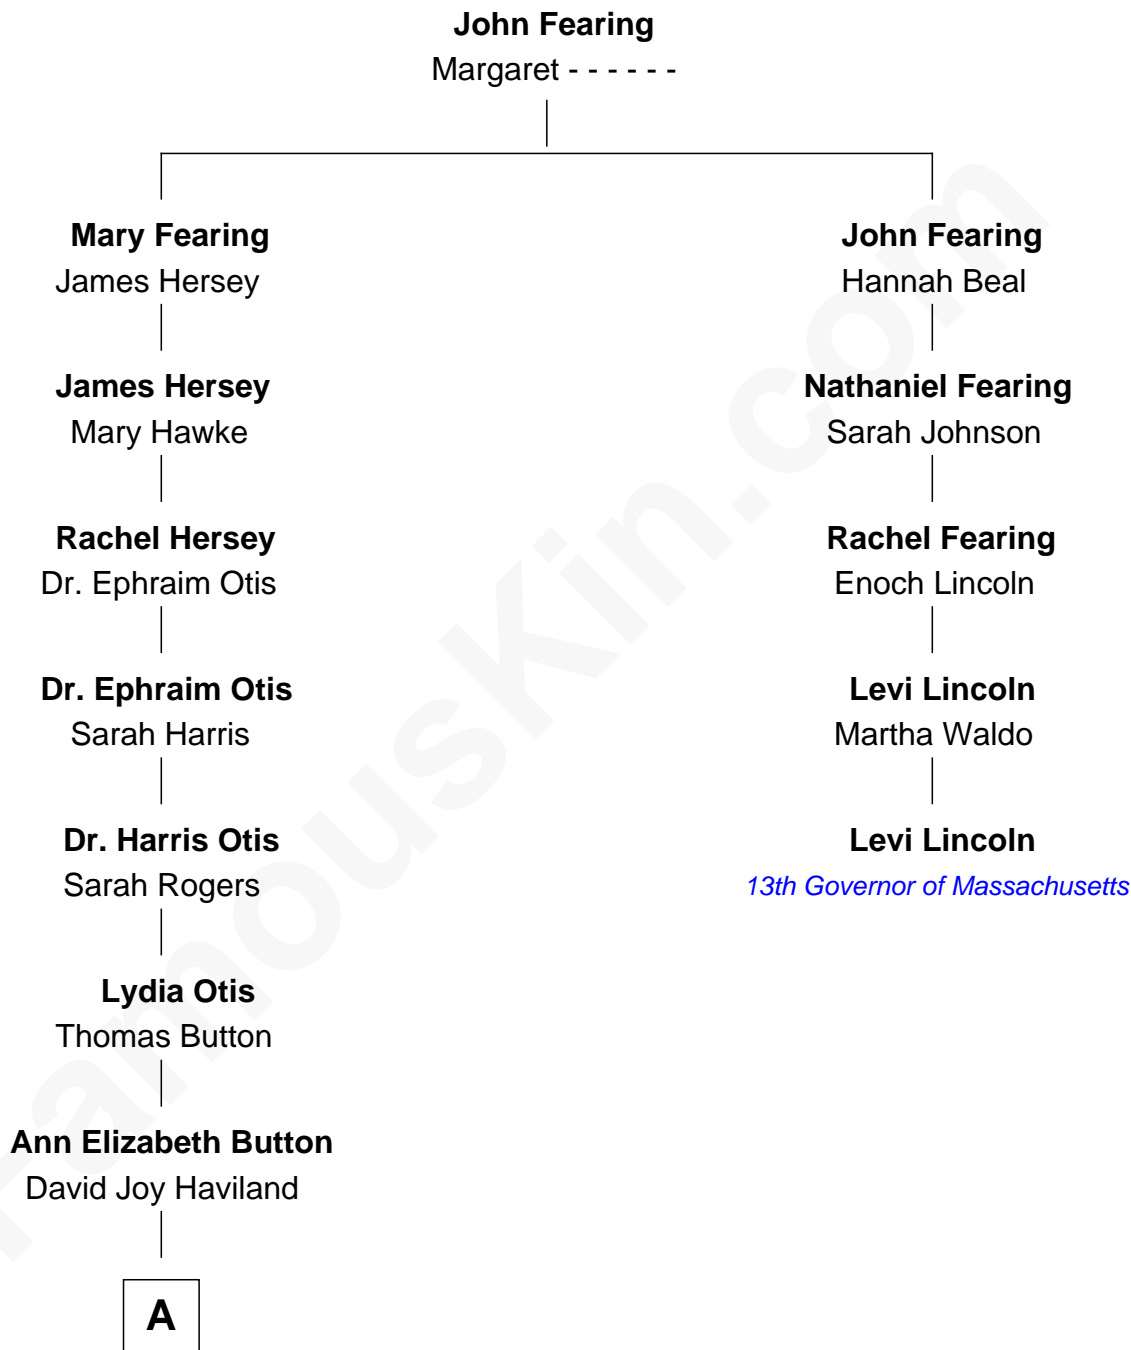 John Fearing
Margaret - - - - - -
Mary Fearing
James Hersey
John Fearing
Hannah Beal
James Hersey
Mary Hawke
Nathaniel Fearing
Sarah Johnson
Rachel Hersey
Dr. Ephraim Otis
Rachel Fearing
Enoch Lincoln
Dr. Ephraim Otis
Sarah Harris
Levi Lincoln
Martha Waldo
Dr. Harris Otis
Sarah Rogers
Levi Lincoln
13th Governor of Massachusetts
Lydia Otis
Thomas Button
Ann Elizabeth Button
David Joy Haviland
A
FamousKin.com